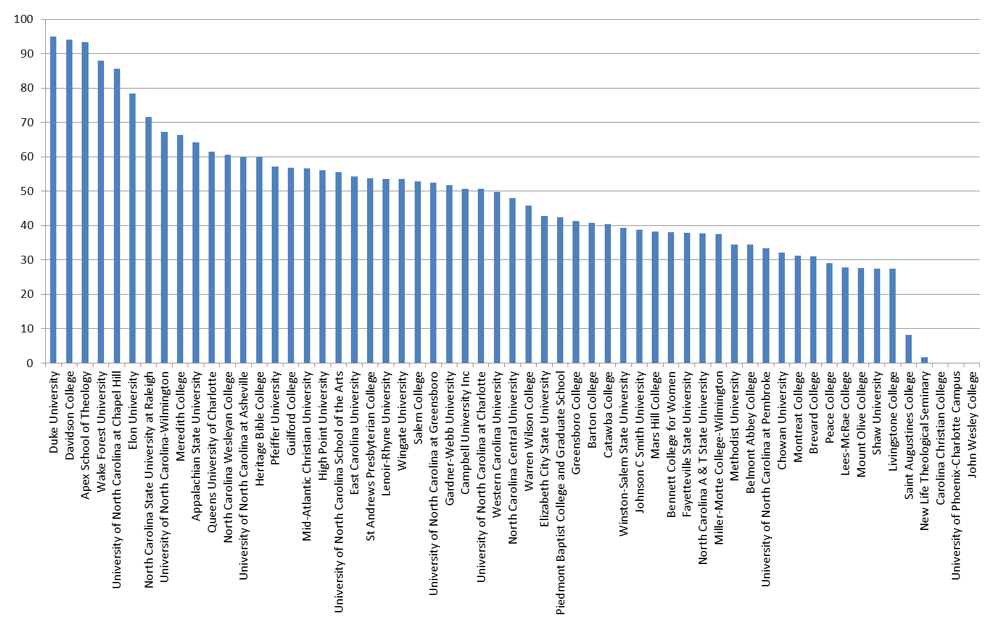 100
90
80
70
60
50
40
30
20
10
0
Duke University
Davidson College
Apex School of Theology
Wake Forest University
University of North Carolina at Chapel Hill
Elon University
North Carolina State University at Raleigh
University of North Carolina-Wilmington
Meredith College
Appalachian State University
Queens University of Charlotte
North Carolina Wesleyan College
University of North Carolina at Asheville
Heritage Bible College
Pfeiffer University
Guilford College
Mid-Atlantic Christian University
High Point University
University of North Carolina School of the Arts
East Carolina University
St Andrews Presbyterian College
Lenoir-Rhyne University
Wingate University
Salem College
University of North Carolina at Greensboro
Gardner-Webb University
Campbell University Inc
University of North Carolina at Charlotte
Western Carolina University
North Carolina Central University
Warren Wilson College
Elizabeth City State University
Piedmont Baptist College and Graduate School
Greensboro College
Barton College
Catawba College
Winston-Salem State University
Johnson C Smith University
Mars Hill College
Bennett College for Women
Fayetteville State University
North Carolina A & T State University
Miller-Motte College-Wilmington
Methodist University
Belmont Abbey College
University of North Carolina at Pembroke
Chowan University
Montreat College
Brevard College
Peace College
Lees-McRae College
Mount Olive College
Shaw University
Livingstone College
Saint Augustines College
New Life Theological Seminary
Carolina Christian College
University of Phoenix-Charlotte Campus
John Wesley College